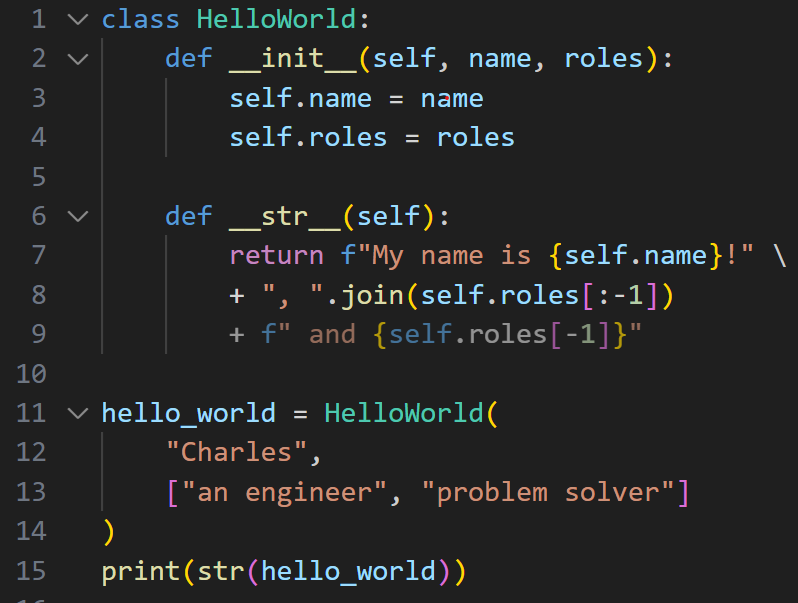 1 class HelloWorld:
2     def __init__(self, name, roles):
3         self.name = name
4         self.roles = roles
5
6     def __str__(self):
7         return f"My name is {self.name}!" \
8         + ", ".join(self.roles[:-1])
9         + f" and {self.roles[-1]}"
10
11 hello_world = HelloWorld(
12     "Charles",
13     ["an engineer", "problem solver"]
14 )
15 print(str(hello_world))
16